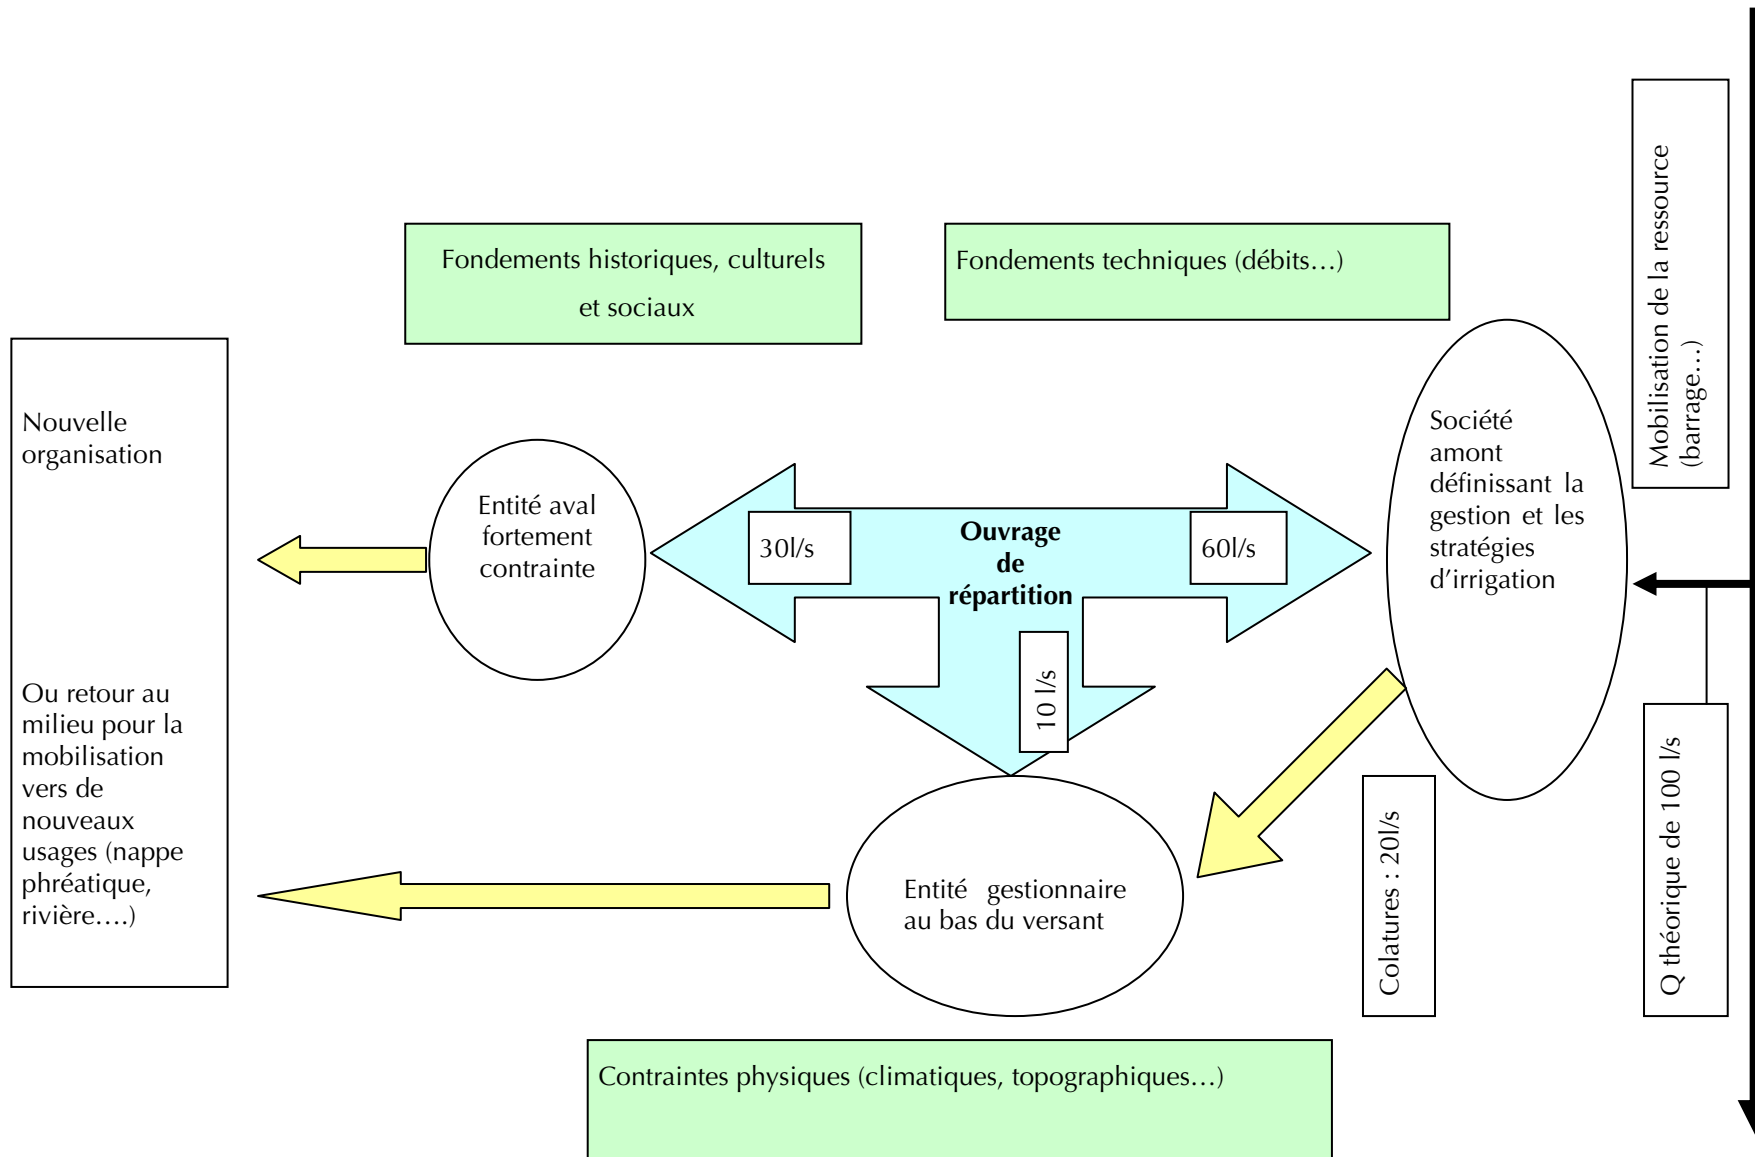 Mobilisation de la ressource
(barrage…)
Fondements historiques, culturels
et sociaux
Fondements techniques (débits…)
Nouvelle
organisation
Ou retour au
milieu pour la
mobilisation
vers de
nouveaux
usages (nappe
phréatique,
rivière….)
Entité aval
fortement
contrainte
30l/s
Ouvrage
de
répartition
60l/s
10 l/s
Société
amont
définissant la
gestion et les
stratégies
d’irrigation
Entité gestionnaire
au bas du versant
Colatures : 20l/s
Q théorique de 100 l/s
Contraintes physiques (climatiques, topographiques…)